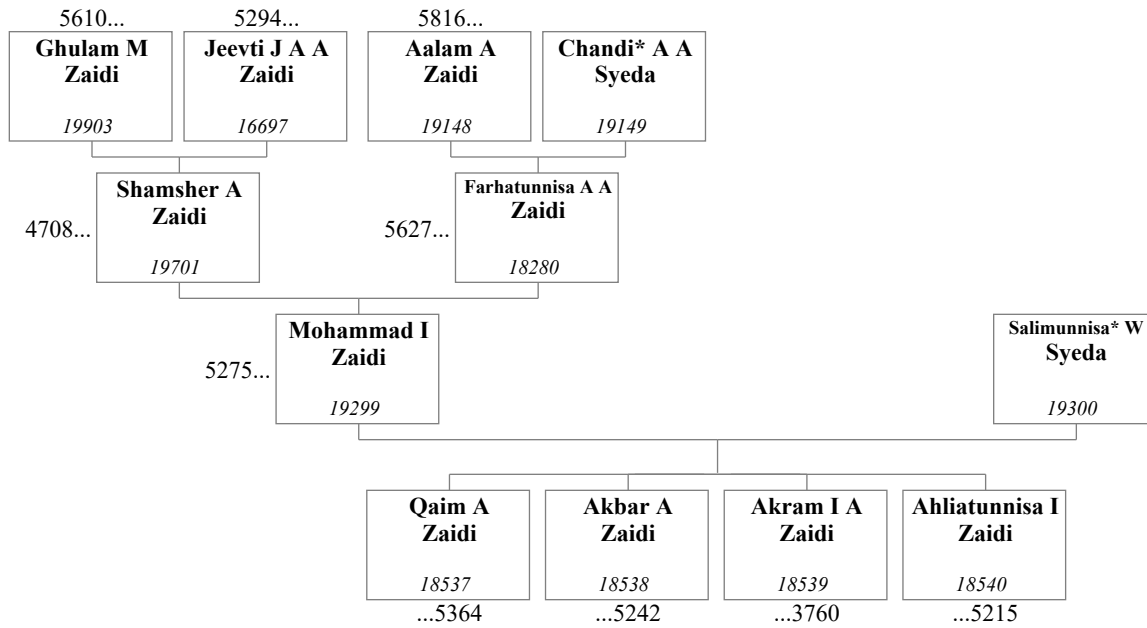 5610... 5294... 5816...
Ghulam M
Zaidi
19903
Jeevti J A A
Zaidi
16697
Aalam A
Zaidi
19148
Chandi* A A
Syeda
19149
4708...
Shamsher A
Zaidi
19701
5627...
Farhatunnisa A A
Zaidi
18280
5275...
Mohammad I
Zaidi
19299
Salimunnisa* W
Syeda
19300
Qaim A
Zaidi
18537
Akbar A
Zaidi
18538
Akram I A
Zaidi
18539
Ahliatunnisa I
Zaidi
18540
...5364 ...5242 ...3760 ...5215